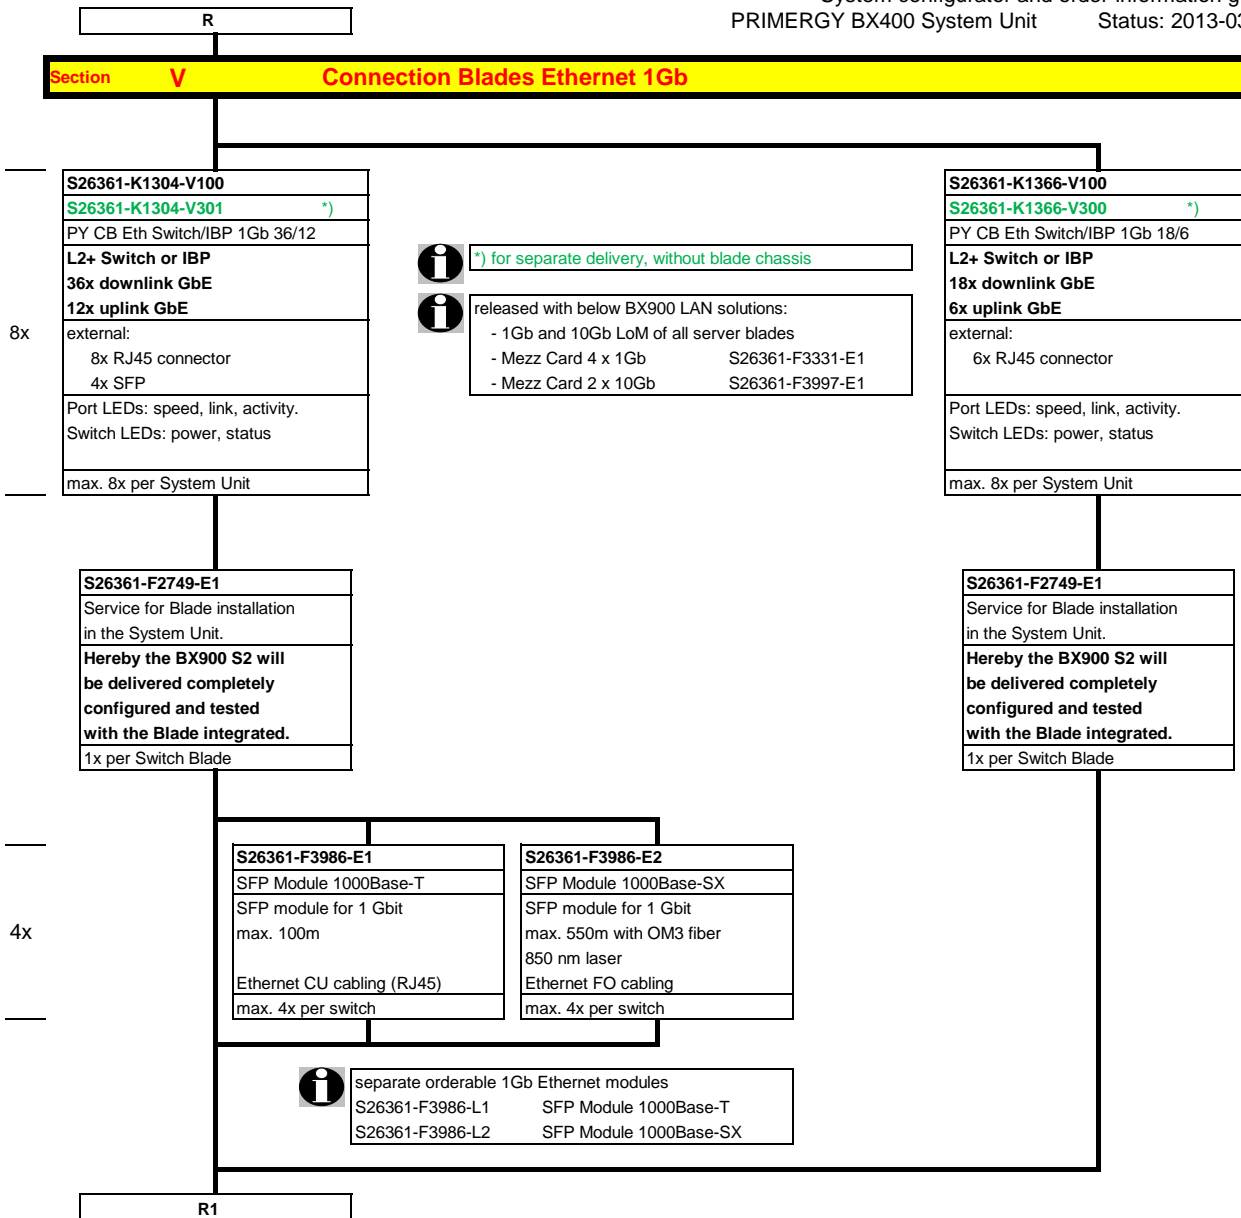 R
PRIMERGY BX400 System Unit Status: 2013-03
Section V Connection Blades Ethernet 1Gb
8x
S26361-K1304-V100
S26361-K1304-V301 *)
PY CB Eth Switch/IBP 1Gb 36/12
L2+ Switch or IBP
36x downlink GbE
12x uplink GbE
external:
8x RJ45 connector
4x SFP
Port LEDs: speed, link, activity.
Switch LEDs: power, status
max. 8x per System Unit
*) for separate delivery, without blade chassis
released with below BX900 LAN solutions:
- 1Gb and 10Gb LoM of all server blades
- Mezz Card 4 x 1Gb S26361-F3331-E1
- Mezz Card 2 x 10Gb S26361-F3997-E1
S26361-K1366-V100
S26361-K1366-V300 *)
PY CB Eth Switch/IBP 1Gb 18/6
L2+ Switch or IBP
18x downlink GbE
6x uplink GbE
external:
6x RJ45 connector
Port LEDs: speed, link, activity.
Switch LEDs: power, status
max. 8x per System Unit
S26361-F2749-E1
Service for Blade installation
in the System Unit.
Hereby the BX900 S2 will
be delivered completely
configured and tested
with the Blade integrated.
1x per Switch Blade
S26361-F2749-E1
Service for Blade installation
in the System Unit.
Hereby the BX900 S2 will
be delivered completely
configured and tested
with the Blade integrated.
1x per Switch Blade
4x
S26361-F3986-E1
SFP Module 1000Base-T
SFP module for 1 Gbit
max. 100m
Ethernet CU cabling (RJ45)
max. 4x per switch
S26361-F3986-E2
SFP Module 1000Base-SX
SFP module for 1 Gbit
max. 550m with OM3 fiber
850 nm laser
Ethernet FO cabling
max. 4x per switch
separate orderable 1Gb Ethernet modules
S26361-F3986-L1 SFP Module 1000Base-T
S26361-F3986-L2 SFP Module 1000Base-SX
R1